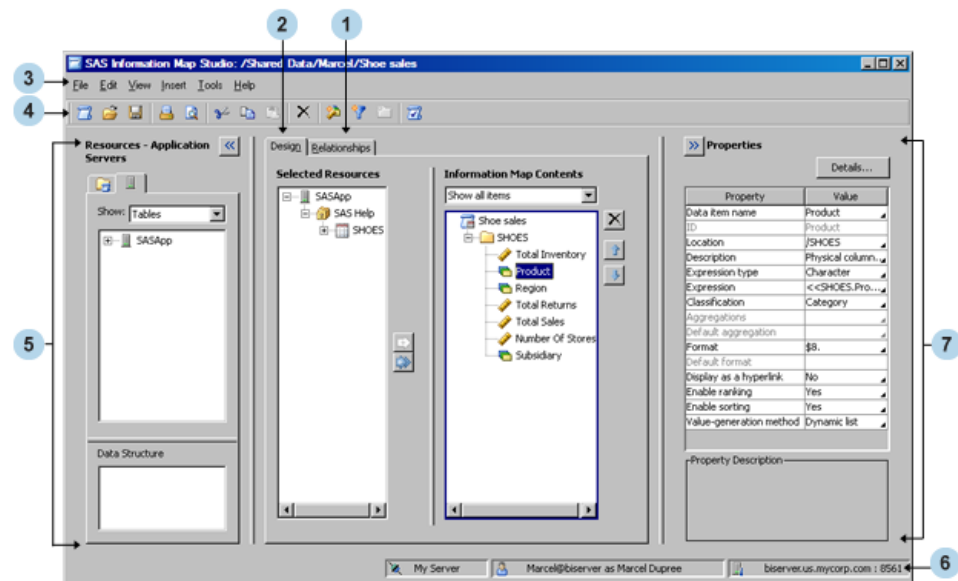 2
1
3
SAS Information Map Studio: /Shared Data/Marcel/Shoe sales
File Edit View Insert Tools Help
4
Resources - Application Servers
Show: Tables
SASApp
5
Data Structure
Design Relationships
Selected Resources
SASApp
SAS Help
SHOES
Information Map Contents
Show all items
Shoe sales
SHOES
Total Inventory
Product
Region
Total Returns
Total Sales
Number Of Stores
Subsidiary
Properties
Details...
Property Value
Data item name Product
ID Product
Location /SHOES
Description Physical column...
Expression type Character
Expression <<SHOES.Pro...
Classification Category
Aggregations
Default aggregation
Format $8.
Default format
Display as a hyperlink No
Enable ranking Yes
Enable sorting Yes
Value-generation method Dynamic list
Property Description
7
My Server Marcel@biserver as Marcel Dupree biserver.us.mycorp.com : 8561
6